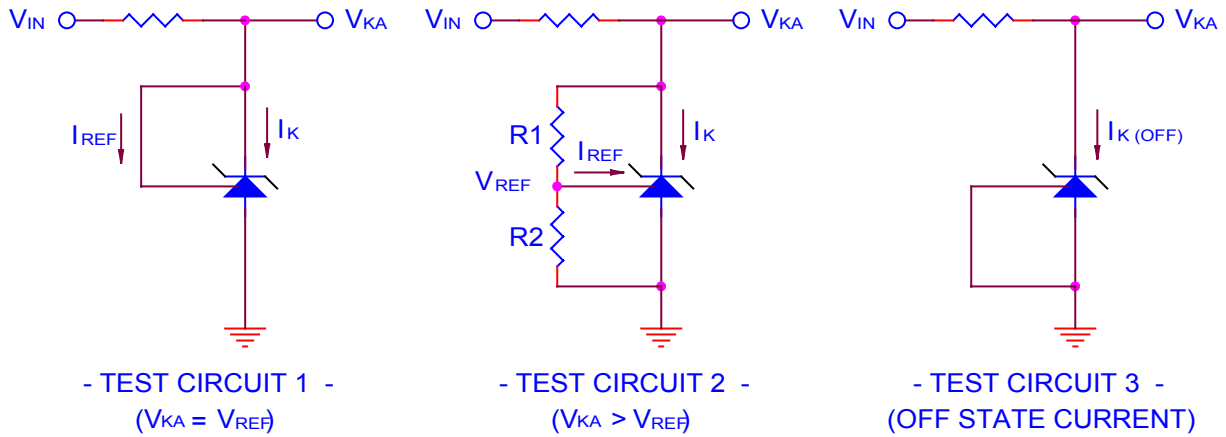 VIN VKA VIN VKA VIN VKA
IREF IK R1 IREF IK IK (OFF)
VREF
R2
- TEST CIRCUIT 1 - - TEST CIRCUIT 2 - - TEST CIRCUIT 3 -
(VKA = VREF) (VKA > VREF) (OFF STATE CURRENT)